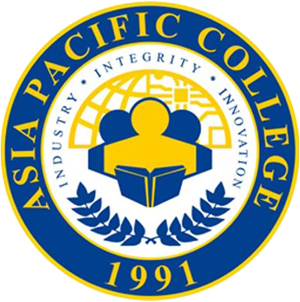 ASIA PACIFIC COLLEGE
INDUSTRY · INTEGRITY · INNOVATION
1991